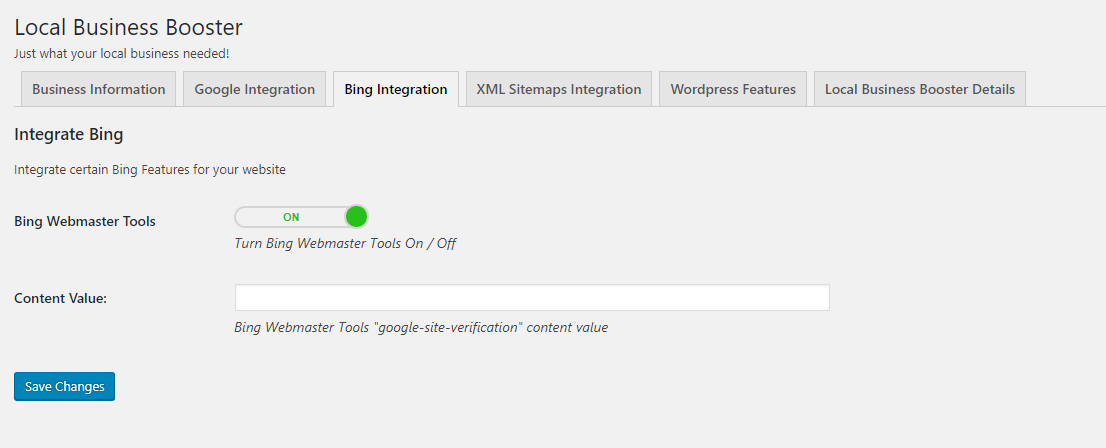 Local Business Booster
Just what your local business needed!
Business Information Google Integration Bing Integration XML Sitemaps Integration Wordpress Features Local Business Booster Details
Integrate Bing
Integrate certain Bing Features for your website
Bing Webmaster Tools ON
Turn Bing Webmaster Tools On / Off
Content Value:
Bing Webmaster Tools "google-site-verification" content value
Save Changes